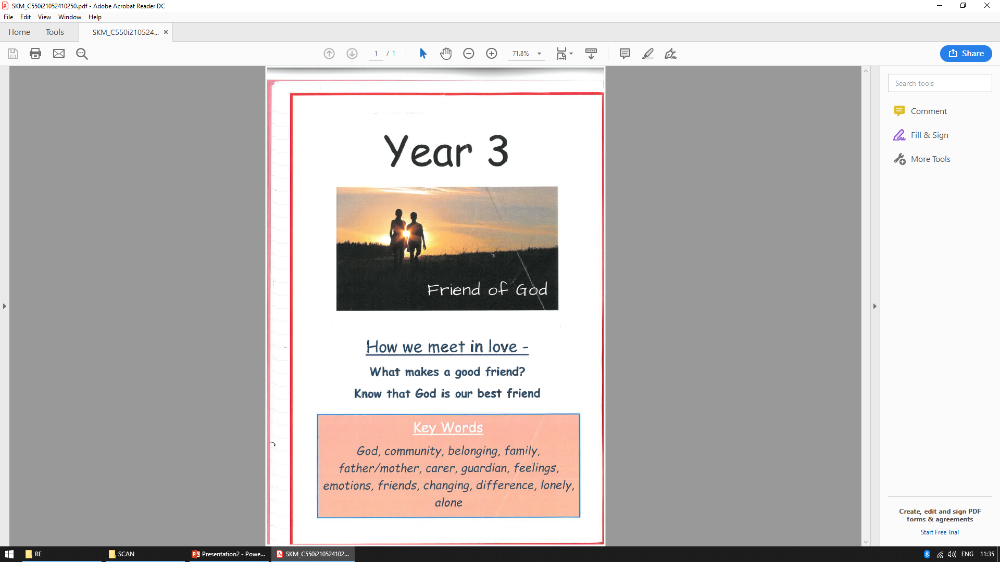 SKM_C550i21052410250.pdf - Adobe Acrobat Reader DC
File Edit View Window Help
Home Tools SKM_C550i210524... ×
1 / 1 71.8% Share
Search tools
Comment
Fill & Sign
More Tools
Year 3
Friend of God
How we meet in love -
What makes a good friend?
Know that God is our best friend
Key Words
God, community, belonging, family,
father/mother, carer, guardian, feelings,
emotions, friends, changing, difference, lonely,
alone
Create, edit and sign PDF
forms & agreements
Start Free Trial
RE SCAN Presentation2 - Powe... SKM_C550i210524102... ENG 11:35